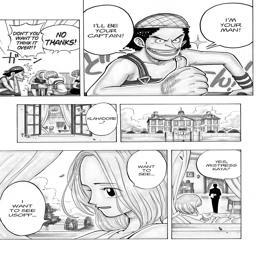 I'M
YOUR
MAN!
I'LL BE
YOUR
CAPTAIN!
DON'T YOU
WANT TO
THINK IT
OVER!?
NO
THANKS!
KLAHADORE
YES,
MISTRESS
KAYA?
I
WANT TO
SEE...
I
WANT TO
SEE
USOPP...